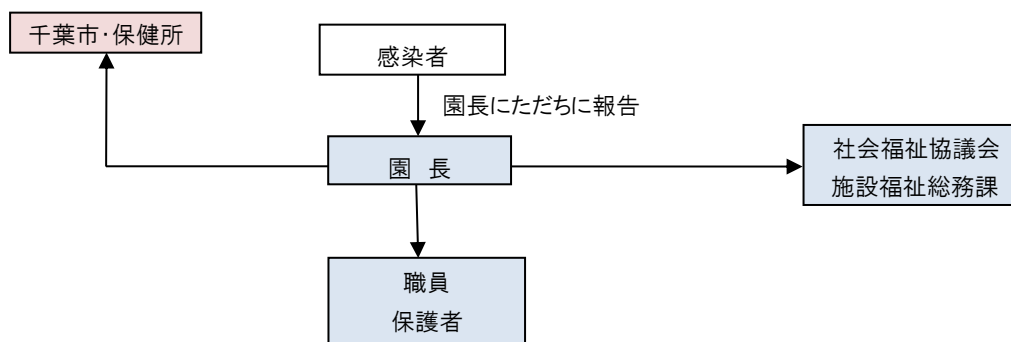 千葉市・保健所
感染者
園長にただちに報告
園 長
社会福祉協議会
施設福祉総務課
職員
保護者